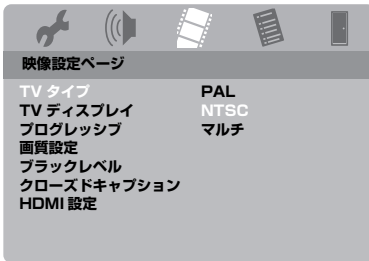 映像設定ページ
TV タイプ PAL
TV ディスプレイ NTSC
プログレッシブ マルチ
画質設定
ブラックレベル
クローズドキャプション
HDMI 設定